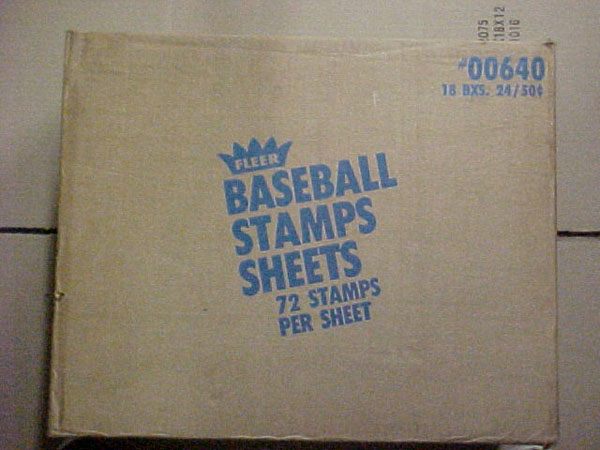 #00640
18 BXS. 24/50¢
FLEER
BASEBALL
STAMPS
SHEETS
72 STAMPS
PER SHEET